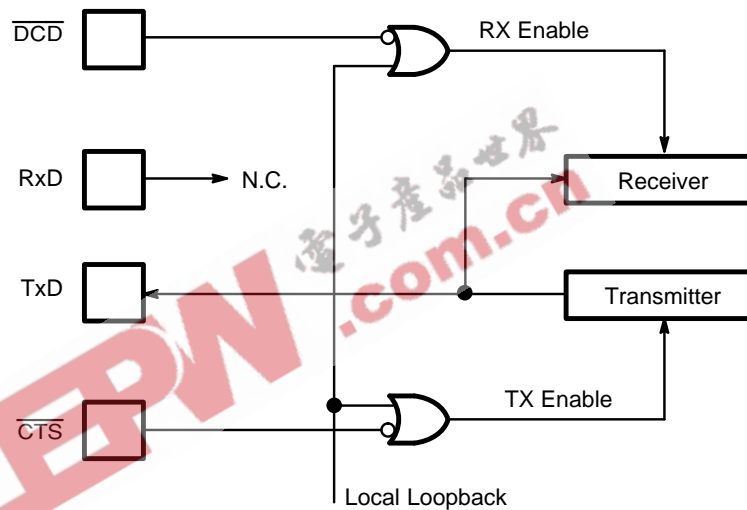 DCD
RX Enable
RxD
N.C.
Receiver
電子產品世界
.com.cn
TxD
Transmitter
EPW
TX Enable
CTS
Local Loopback